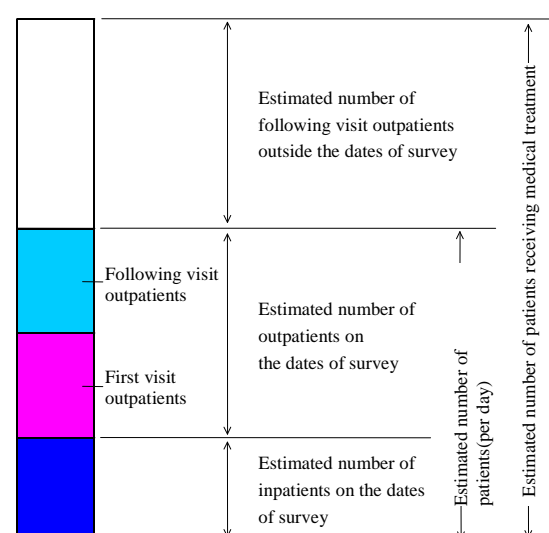 Estimated number of
following visit outpatients
outside the dates of survey
Following visit
outpatients
Estimated number of
outpatients on
the dates of survey
First visit
outpatients
Estimated number of
inpatients on the dates
of survey
Estimated number of
patients(per day)
Estimated number of patients receiving medical treatment